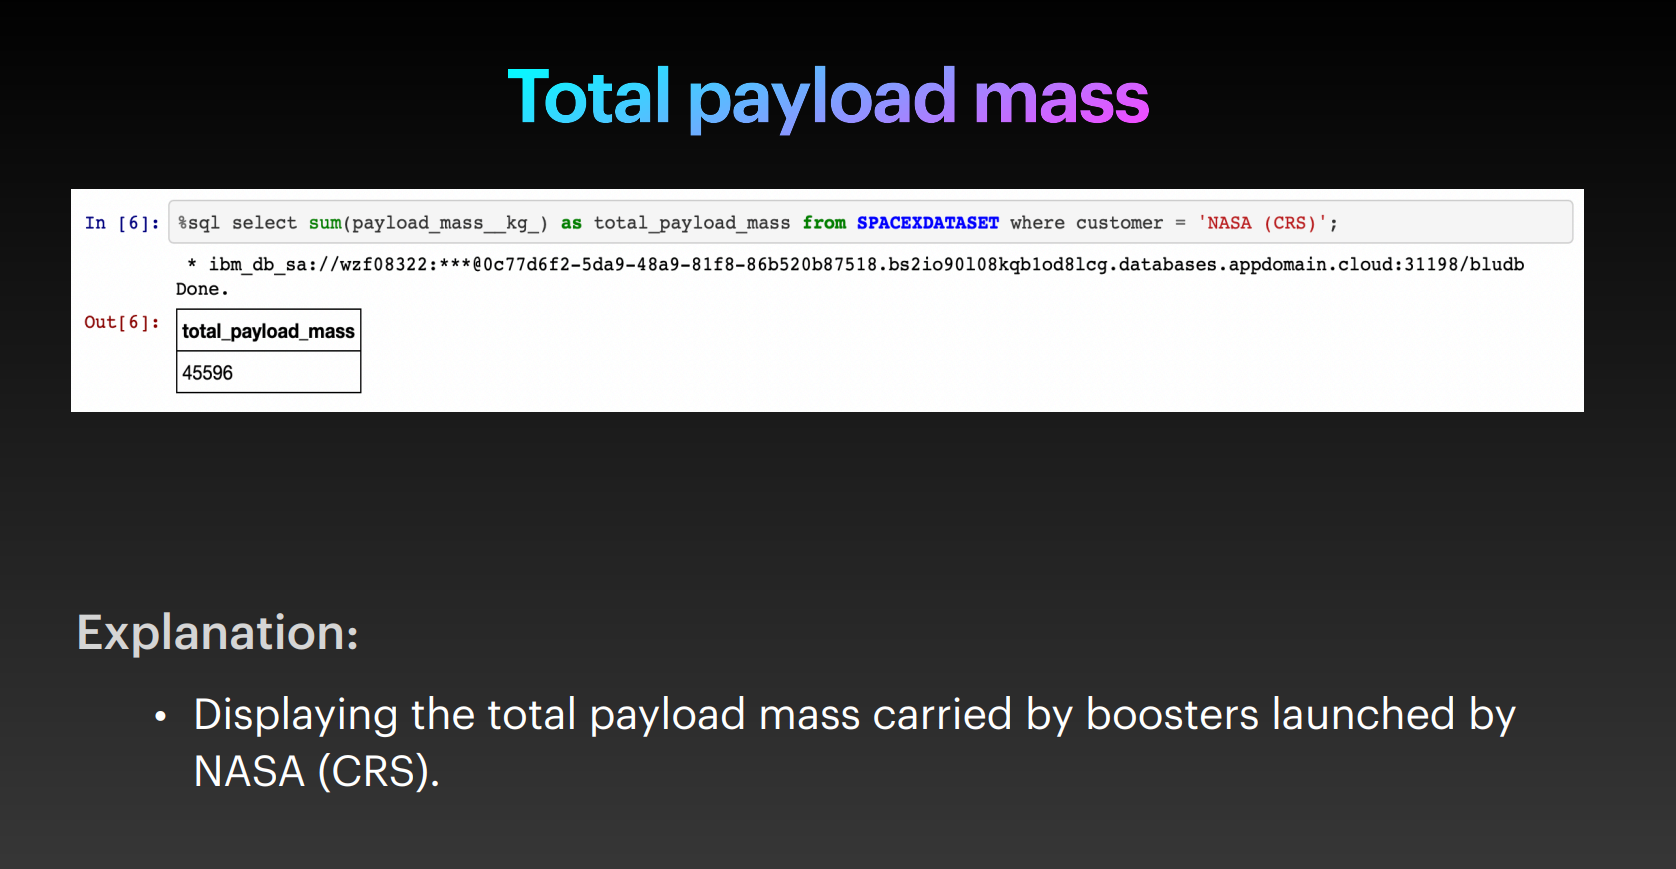 Total payload mass
In [6]: %sql select sum(payload_mass__kg_) as total_payload_mass from SPACEXDATASET where customer = 'NASA (CRS)';
* ibm_db_sa://wzf08322:***@0c77d6f2-5da9-48a9-81f8-86b520b87518.bs2io90l08kqb1od8lcg.databases.appdomain.cloud:31198/bludb
Done.
Out[6]: total_payload_mass
45596
Explanation:
• Displaying the total payload mass carried by boosters launched by
NASA (CRS).